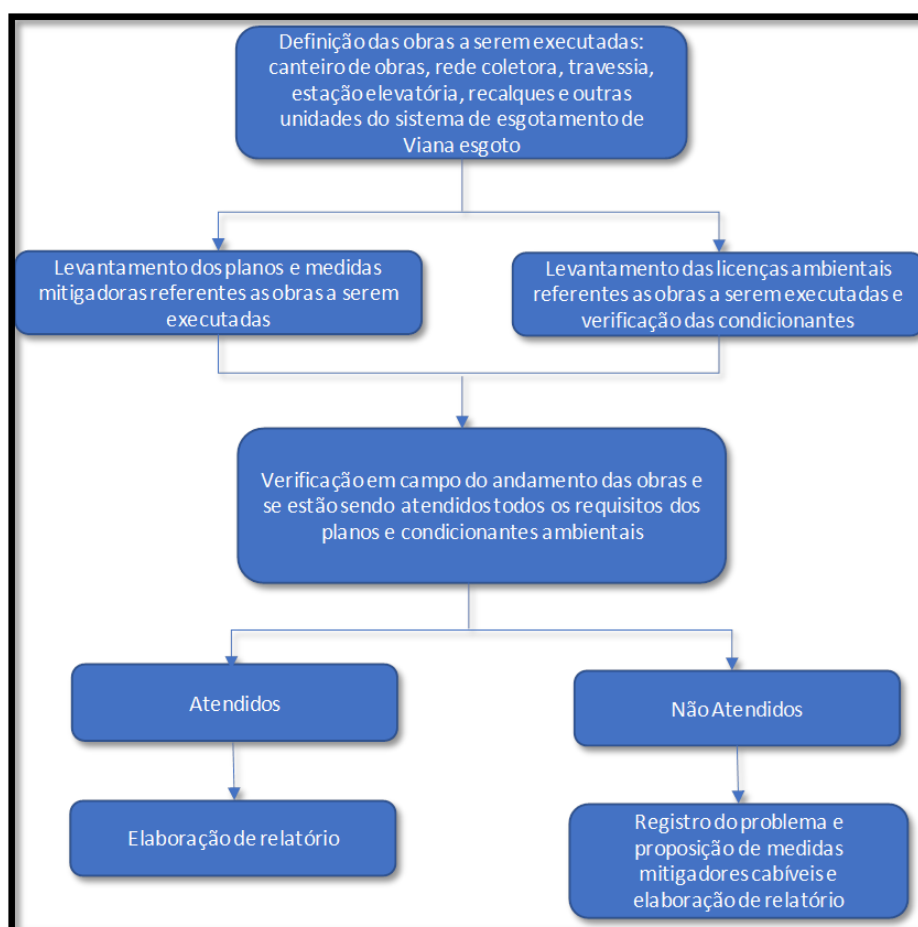 Definição das obras a serem executadas:
canteiro de obras, rede coletora, travessia,
estação elevatória, recalques e outras
unidades do sistema de esgotamento de
Viana esgoto
Levantamento dos planos e medidas
mitigadoras referentes as obras a serem
executadas
Levantamento das licenças ambientais
referentes as obras a serem executadas e
verificação das condicionantes
Verificação em campo do andamento das obras e
se estão sendo atendidos todos os requisitos dos
planos e condicionantes ambientais
Atendidos
Não Atendidos
Elaboração de relatório
Registro do problema e
proposição de medidas
mitigadores cabíveis e
elaboração de relatório